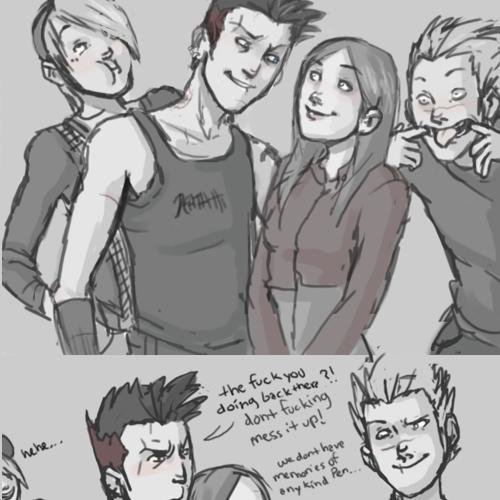 DEATHHH
hehe...
the fuck you
doing back there?!
dont fucking
mess it up!
we dont have
memories of
any kind Pen...